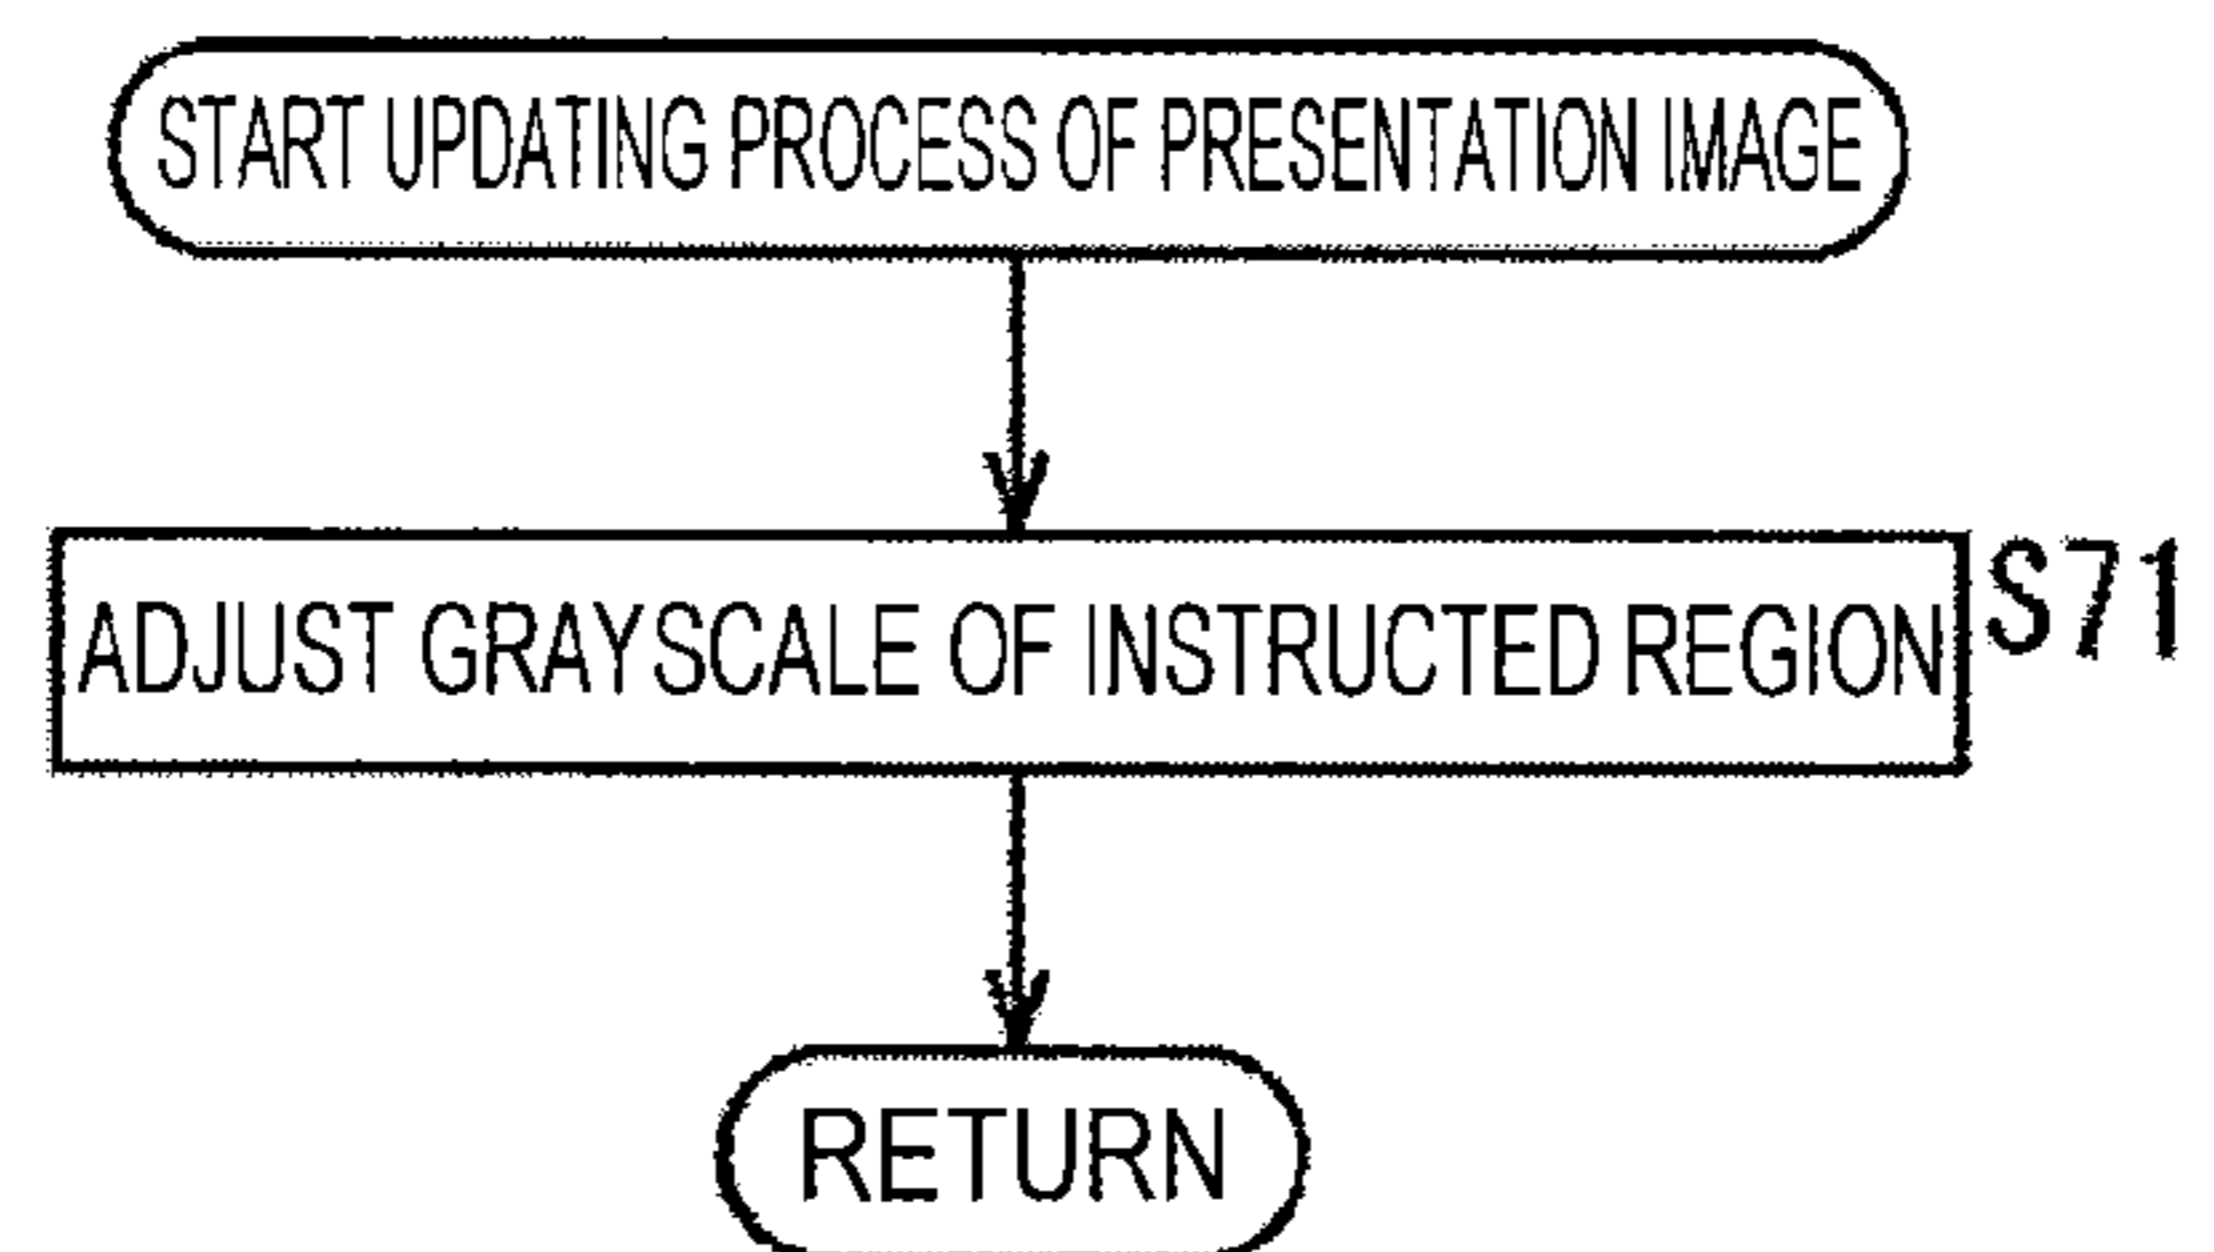 START UPDATING PROCESS OF PRESENTATION IMAGE
ADJUST GRAYSCALE OF INSTRUCTED REGION
S71
RETURN